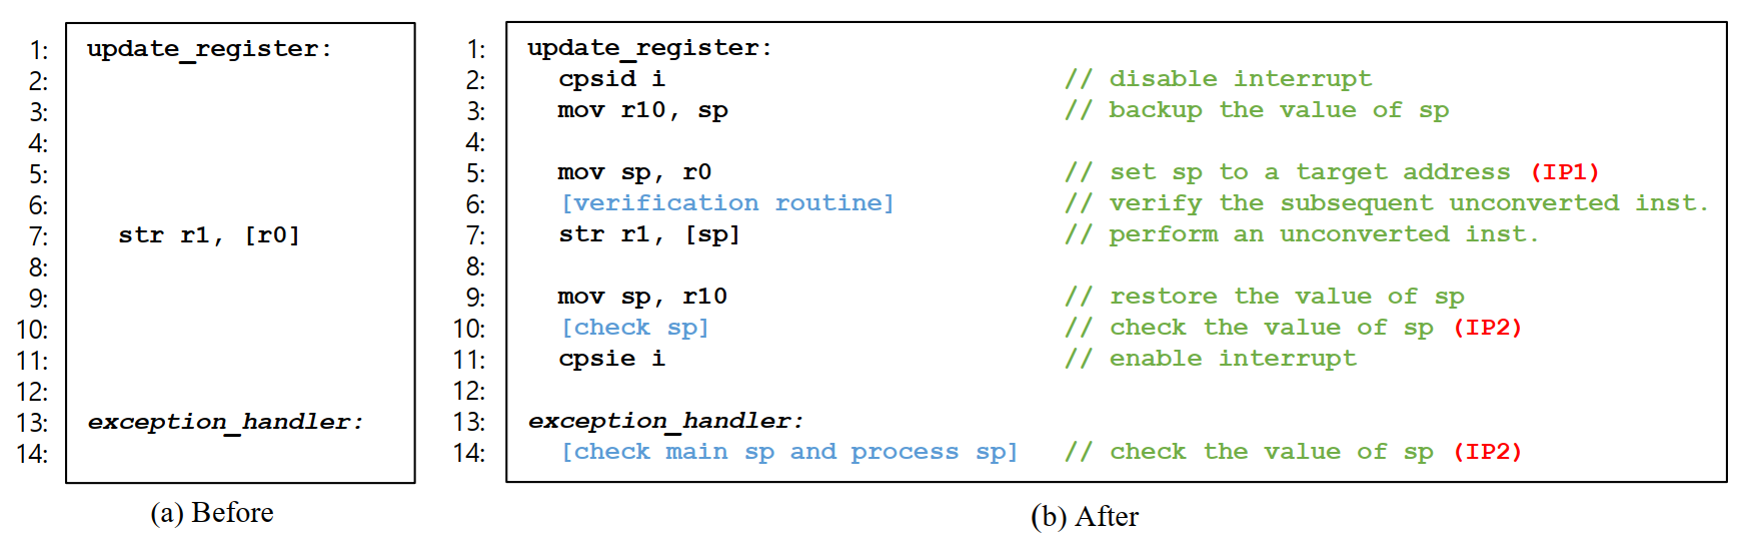 1: update_register:
2:
3:
4:
5:
6:
7: str r1, [r0]
8:
9:
10:
11:
12:
13: exception_handler:
14:
(a) Before
1: update_register:
2: cpsid i // disable interrupt
3: mov r10, sp // backup the value of sp
4:
5: mov sp, r0 // set sp to a target address (IP1)
6: [verification routine] // verify the subsequent unconverted inst.
7: str r1, [sp] // perform an unconverted inst.
8:
9: mov sp, r10 // restore the value of sp
10: [check sp] // check the value of sp (IP2)
11: cpsie i // enable interrupt
12:
13: exception_handler:
14: [check main sp and process sp] // check the value of sp (IP2)
(b) After